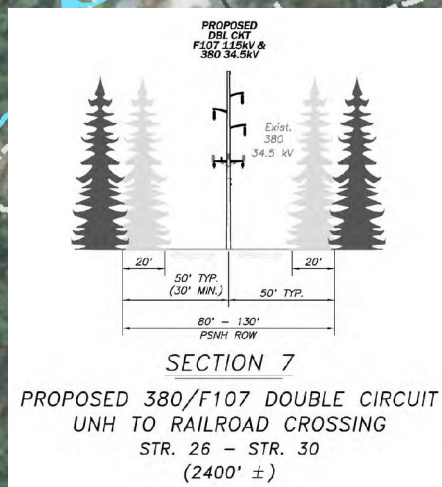 PROPOSED
DBL CKT
F107 115kV &
380 34.5kV
Exist.
380
34.5 kV
20'
20'
50' TYP.
(30' MIN.)
50' TYP.
80' - 130'
PSNH ROW
SECTION 7
PROPOSED 380/F107 DOUBLE CIRCUIT
UNH TO RAILROAD CROSSING
STR. 26 - STR. 30
(2400' ±)